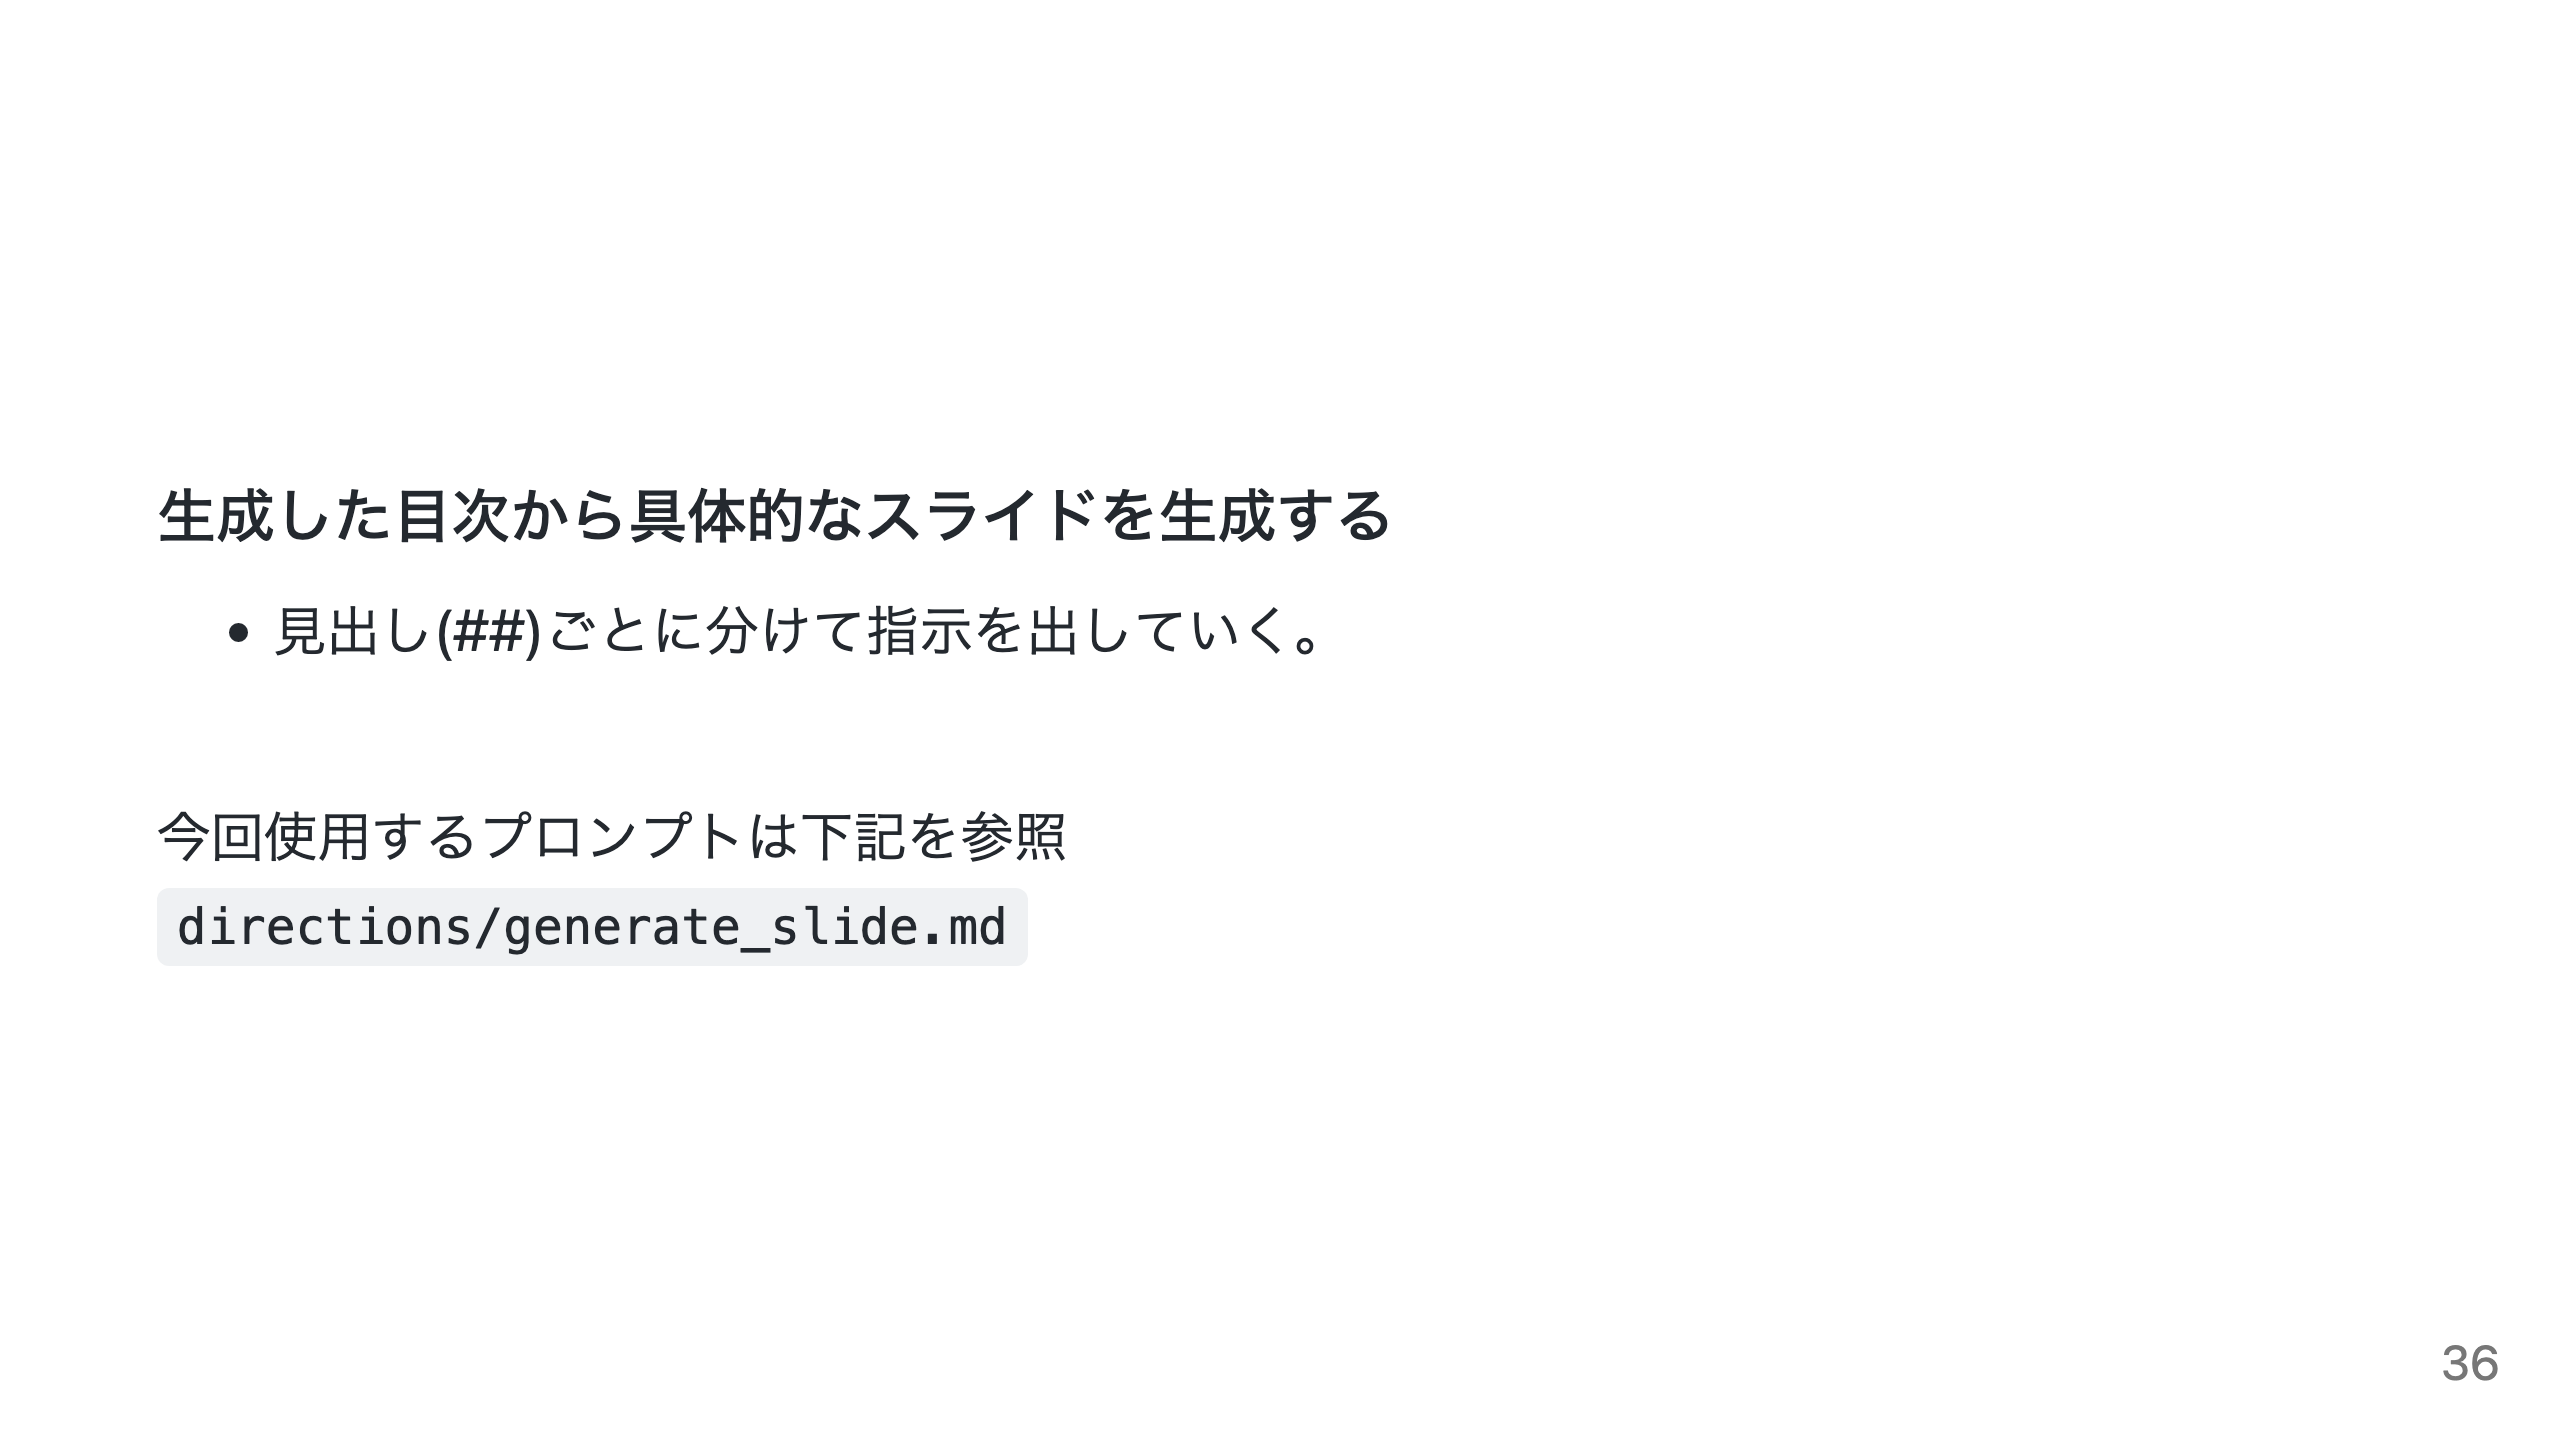 生成した目次から具体的なスライドを生成する
• 見出し(##)ごとに分けて指示を出していく。
今回使用するプロンプトは下記を参照
directions/generate_slide.md
36